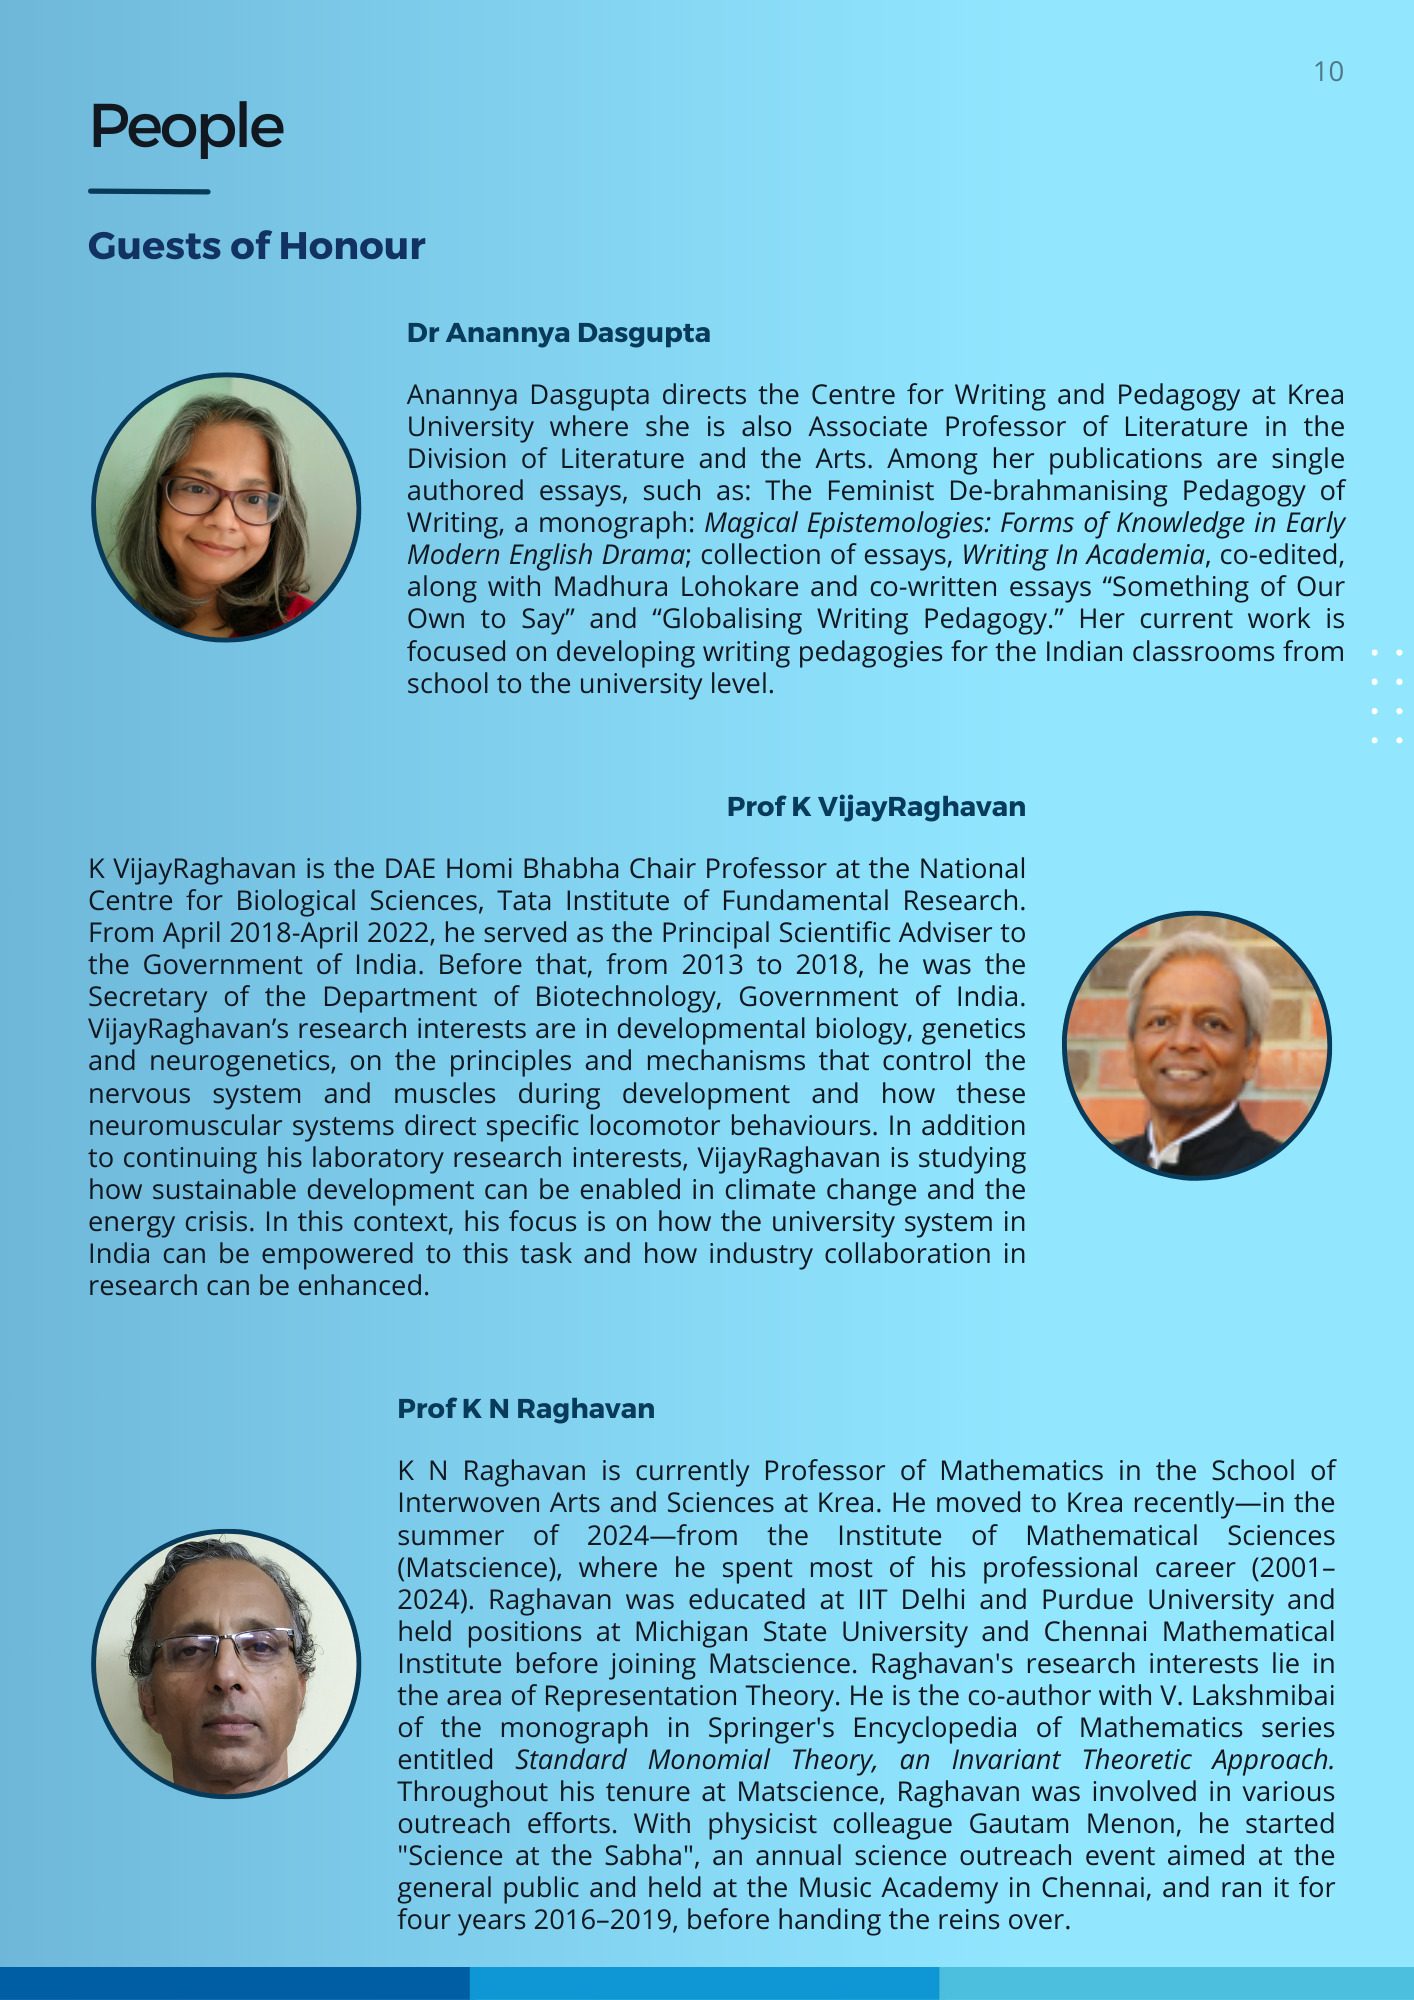 10
People
Guests of Honour
Dr Anannya Dasgupta
Anannya Dasgupta directs the Centre for Writing and Pedagogy at Krea
University where she is also Associate Professor of Literature in the
Division of Literature and the Arts. Among her publications are single
authored essays, such as: The Feminist De-brahmanising Pedagogy of
Writing, a monograph: Magical Epistemologies: Forms of Knowledge in Early
Modern English Drama; collection of essays, Writing In Academia, co-edited,
along with Madhura Lohokare and co-written essays “Something of Our
Own to Say” and “Globalising Writing Pedagogy.” Her current work is
focused on developing writing pedagogies for the Indian classrooms from
school to the university level.
Prof K VijayRaghavan
K VijayRaghavan is the DAE Homi Bhabha Chair Professor at the National
Centre for Biological Sciences, Tata Institute of Fundamental Research.
From April 2018-April 2022, he served as the Principal Scientific Adviser to
the Government of India. Before that, from 2013 to 2018, he was the
Secretary of the Department of Biotechnology, Government of India.
VijayRaghavan’s research interests are in developmental biology, genetics
and neurogenetics, on the principles and mechanisms that control the
nervous system and muscles during development and how these
neuromuscular systems direct specific locomotor behaviours. In addition
to continuing his laboratory research interests, VijayRaghavan is studying
how sustainable development can be enabled in climate change and the
energy crisis. In this context, his focus is on how the university system in
India can be empowered to this task and how industry collaboration in
research can be enhanced.
Prof K N Raghavan
K N Raghavan is currently Professor of Mathematics in the School of
Interwoven Arts and Sciences at Krea. He moved to Krea recently—in the
summer of 2024—from the Institute of Mathematical Sciences
(Matscience), where he spent most of his professional career (2001–
2024). Raghavan was educated at IIT Delhi and Purdue University and
held positions at Michigan State University and Chennai Mathematical
Institute before joining Matscience. Raghavan's research interests lie in
the area of Representation Theory. He is the co-author with V. Lakshmibai
of the monograph in Springer's Encyclopedia of Mathematics series
entitled Standard Monomial Theory, an Invariant Theoretic Approach.
Throughout his tenure at Matscience, Raghavan was involved in various
outreach efforts. With physicist colleague Gautam Menon, he started
"Science at the Sabha", an annual science outreach event aimed at the
general public and held at the Music Academy in Chennai, and ran it for
four years 2016–2019, before handing the reins over.